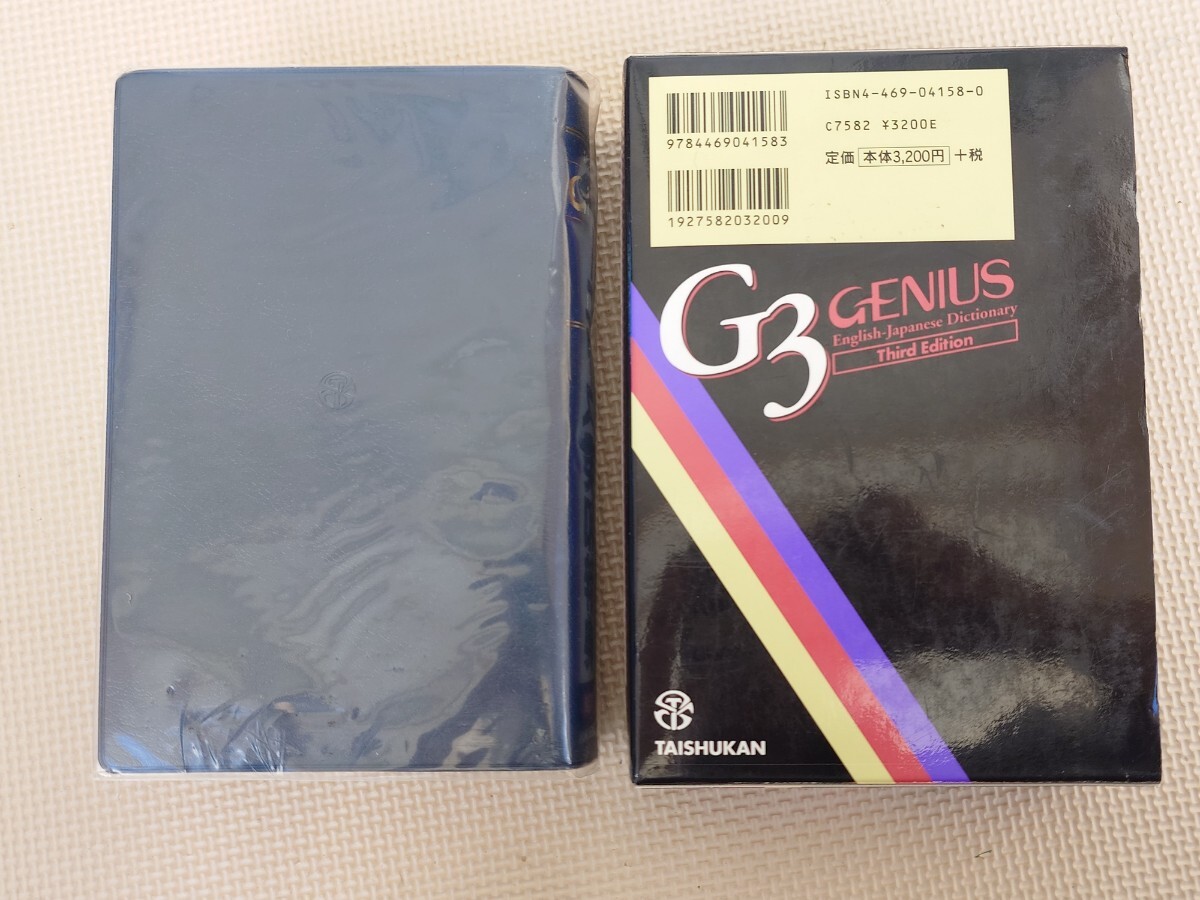 ISBN4-469-04158-0
C7582 ¥3200E
定価 本体3,200円 +税
9784469041583
1927582032009
G3 GENIUS
English-Japanese Dictionary
Third Edition
TAISHUKAN